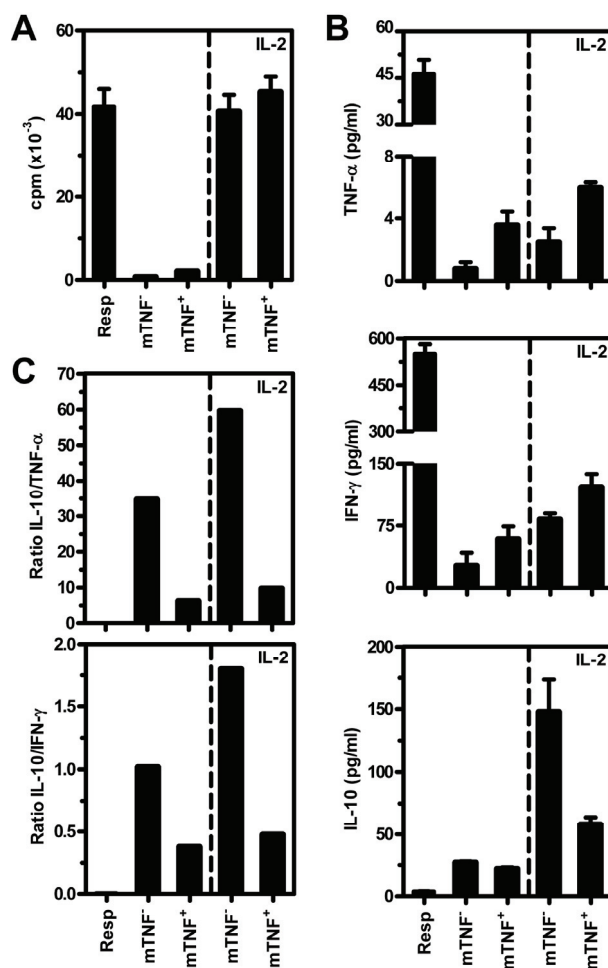 A
cpm (x10⁻³)
60
40
20
0
IL-2
Resp
mTNF⁻
mTNF⁺
mTNF⁻
mTNF⁺
B
TNF-α (pg/ml)
60
45
30
8
4
0
IL-2
IFN-γ (pg/ml)
600
450
300
150
75
0
IL-2
IL-10 (pg/ml)
200
150
100
50
0
IL-2
Resp
mTNF⁻
mTNF⁺
mTNF⁻
mTNF⁺
C
Ratio IL-10/TNF-α
70
60
50
40
30
20
10
0
IL-2
Ratio IL-10/IFN-γ
2.0
1.5
1.0
0.5
0.0
IL-2
Resp
mTNF⁻
mTNF⁺
mTNF⁻
mTNF⁺